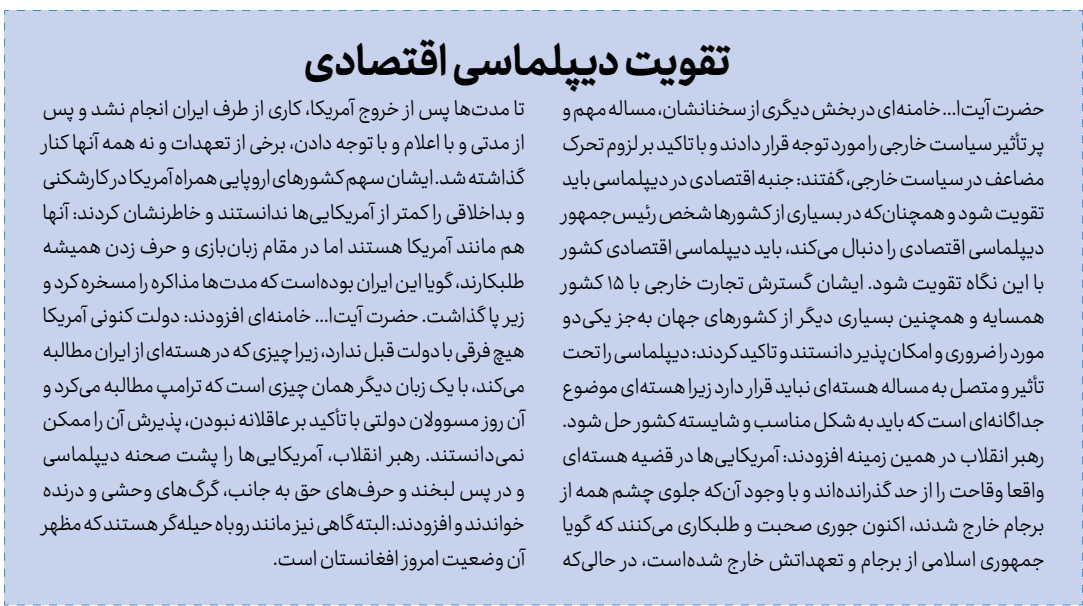 تقویت دیپلماسی اقتصادی
حضرت آیت‌ا... خامنه‌ای در بخش دیگری از سخنانشان، مساله مهم و
پر تأثیر سیاست خارجی را مورد توجه قرار دادند و با تاکید بر لزوم تحرک
مضاعف در سیاست خارجی، گفتند: جنبه اقتصادی در دیپلماسی باید
تقویت شود و همچنان‌که در بسیاری از کشورها شخص رئیس‌جمهور
دیپلماسی اقتصادی را دنبال می‌کند، باید دیپلماسی اقتصادی کشور
با این نگاه تقویت شود. ایشان گسترش تجارت خارجی با ۱۵ کشور
همسایه و همچنین بسیاری دیگر از کشورهای جهان به‌جز یکی‌دو
مورد را ضروری و امکان‌پذیر دانستند و تاکید کردند: دیپلماسی را تحت
تأثیر و متصل به مساله هسته‌ای نباید قرار دارد زیرا هسته‌ای موضوع
جداگانه‌ای است که باید به شکل مناسب و شایسته کشور حل شود.
رهبر انقلاب در همین زمینه افزودند: آمریکایی‌ها در قضیه هسته‌ای
واقعا وقاحت را از حد گذرانده‌اند و با وجود آن‌که جلوی چشم همه از
برجام خارج شدند، اکنون جوری صحبت و طلبکاری می‌کنند که گویا
جمهوری اسلامی از برجام و تعهداتش خارج شده‌است، در حالی‌که
تا مدت‌ها پس از خروج آمریکا، کاری از طرف ایران انجام نشد و پس
از مدتی و با اعلام و با توجه دادن، برخی از تعهدات و نه همه آنها کنار
گذاشته شد. ایشان سهم کشورهای اروپایی همراه آمریکا در کارشکنی
و بداخلاقی را کمتر از آمریکایی‌ها ندانستند و خاطرنشان کردند: آنها
هم مانند آمریکا هستند اما در مقام زبان‌بازی و حرف زدن همیشه
طلبکارند، گویا این ایران بوده‌است که مدت‌ها مذاکره را مسخره کرد و
زیر پا گذاشت. حضرت آیت‌ا... خامنه‌ای افزودند: دولت کنونی آمریکا
هیچ فرقی با دولت قبل ندارد، زیرا چیزی که در هسته‌ای از ایران مطالبه
می‌کند، با یک زبان دیگر همان چیزی است که ترامپ مطالبه می‌کرد و
آن روز مسوولان دولتی با تأکید بر عاقلانه نبودن، پذیرش آن را ممکن
نمی‌دانستند. رهبر انقلاب، آمریکایی‌ها را پشت صحنه دیپلماسی
و در پس لبخند و حرف‌های حق به جانب، گرگ‌های وحشی و درنده
خواندند و افزودند: البته گاهی نیز مانند روباه حیله‌گر هستند که مظهر
آن وضعیت امروز افغانستان است.